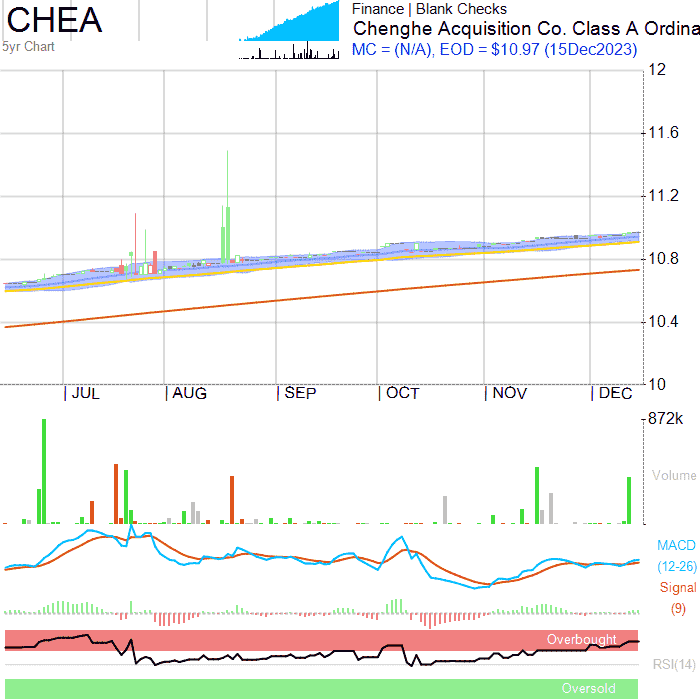 CHEA
5yr Chart
Finance | Blank Checks
Chenghe Acquisition Co. Class A Ordina
MC = (N/A), EOD = $10.97 (15Dec2023)
12
11.6
11.2
10.8
10.4
10
JUL AUG SEP OCT NOV DEC
872k
Volume
MACD
(12-26)
Signal
(9)
Overbought
RSI(14)
Oversold